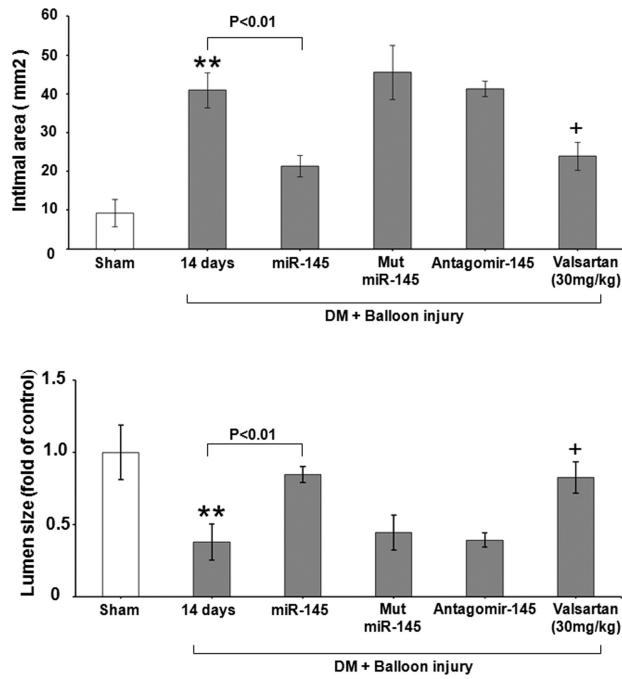 P<0.01
Intimal area ( mm2 )
60
50
40
30
20
10
0
**
+
Sham 14 days miR-145 Mut miR-145 Antagomir-145 Valsartan (30mg/kg)
DM + Balloon injury
Lumen size (fold of control)
1.5
1.0
0.5
0
P<0.01
**
+
Sham 14 days miR-145 Mut miR-145 Antagomir-145 Valsartan (30mg/kg)
DM + Balloon injury